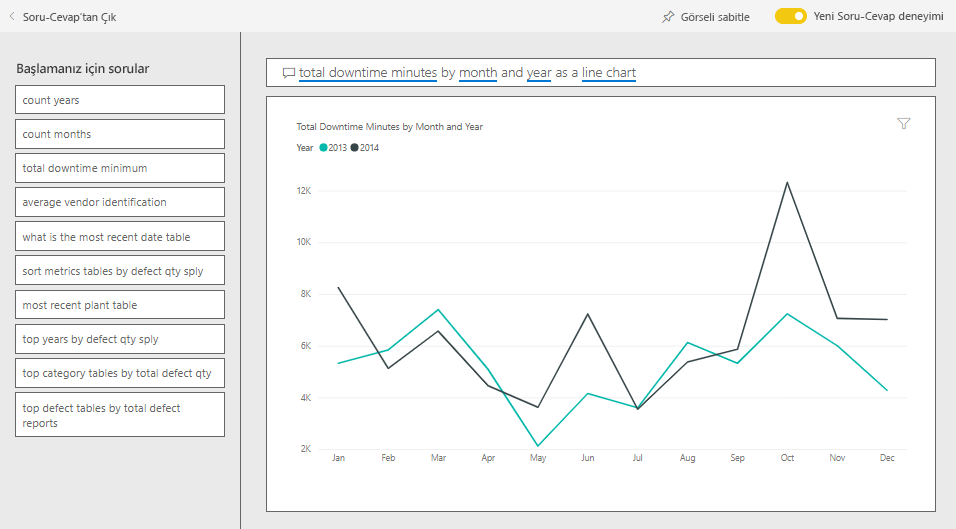 Soru-Cevap'tan Çık
Görseli sabitle
Yeni Soru-Cevap deneyimi
Başlamanız için sorular
count years
count months
total downtime minimum
average vendor identification
what is the most recent date table
sort metrics tables by defect qty sply
most recent plant table
top years by defect qty sply
top category tables by total defect qty
top defect tables by total defect
reports
total downtime minutes by month and year as a line chart
Total Downtime Minutes by Month and Year
Year 2013 2014
12K
10K
8K
6K
4K
2K
Jan Feb Mar Apr May Jun Jul Aug Sep Oct Nov Dec